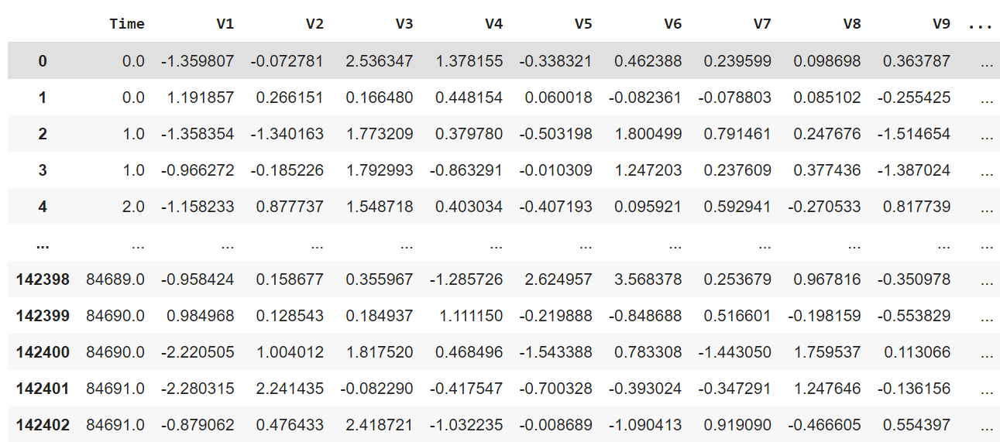 Time V1 V2 V3 V4 V5 V6 V7 V8 V9 ...
0 0.0 -1.359807 -0.072781 2.536347 1.378155 -0.338321 0.462388 0.239599 0.098698 0.363787 ...
1 0.0 1.191857 0.266151 0.166480 0.448154 0.060018 -0.082361 -0.078803 0.085102 -0.255425 ...
2 1.0 -1.358354 -1.340163 1.773209 0.379780 -0.503198 1.800499 0.791461 0.247676 -1.514654 ...
3 1.0 -0.966272 -0.185226 1.792993 -0.863291 -0.010309 1.247203 0.237609 0.377436 -1.387024 ...
4 2.0 -1.158233 0.877737 1.548718 0.403034 -0.407193 0.095921 0.592941 -0.270533 0.817739 ...
... ... ... ... ... ... ... ... ... ... ... ...
142398 84689.0 -0.958424 0.158677 0.355967 -1.285726 2.624957 3.568378 0.253679 0.967816 -0.350978 ...
142399 84690.0 0.984968 0.128543 0.184937 1.111150 -0.219888 -0.848688 0.516601 -0.198159 -0.553829 ...
142400 84690.0 -2.220505 1.004012 1.817520 0.468496 -1.543388 0.783308 -1.443050 1.759537 0.113066 ...
142401 84691.0 -2.280315 2.241435 -0.082290 -0.417547 -0.700328 -0.393024 -0.347291 1.247646 -0.136156 ...
142402 84691.0 -0.879062 0.476433 2.418721 -1.032235 -0.008689 -1.090413 0.919090 -0.466605 0.554397 ...